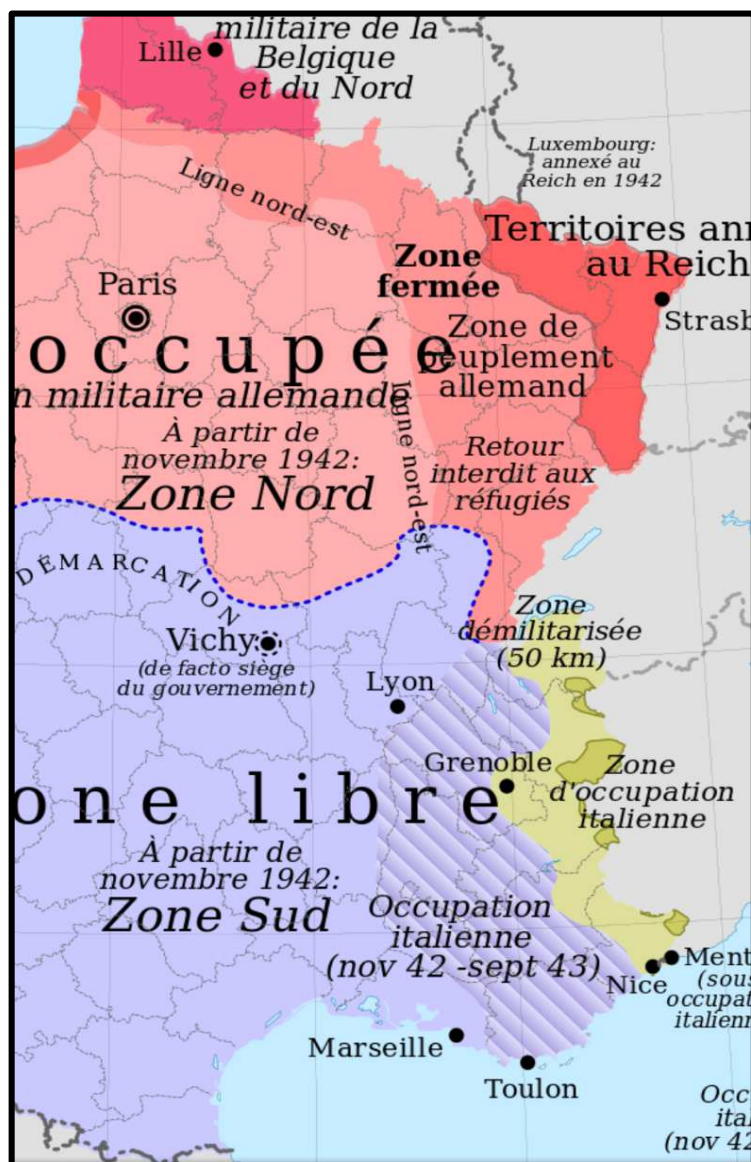 militaire de la
Belgique
et du Nord
Lille
Luxembourg:
annexé au
Reich en 1942
Ligne nord-est
Territoires ann
au Reich
Zone
fermée
Paris
Strasb
occupée
Zone de
peuplement
allemand
n militaire allemande
Ligne nord-est
À partir de
novembre 1942:
Zone Nord
Retour
interdit aux
réfugiés
DÉMARCATION
Zone
démilitarisée
(50 km)
Vichy
(de facto siège
du gouvernement)
Lyon
Grenoble
one libre
Zone
d'occupation
italienne
À partir de
novembre 1942:
Zone Sud
Occupation
italienne
(nov 42 -sept 43)
Ment
Nice
(sous
occupat
italienn
Marseille
Toulon
Occ
ita
(nov 42